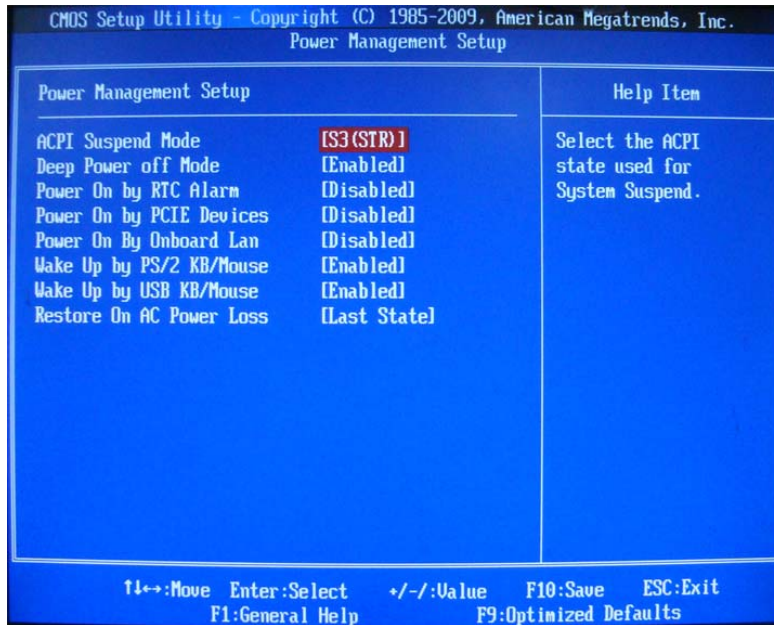 CMOS Setup Utility - Copyright (C) 1985-2009, American Megatrends, Inc.
Power Management Setup
Power Management Setup
ACPI Suspend Mode [S3(STR)]
Deep Power off Mode [Enabled]
Power On by RTC Alarm [Disabled]
Power On by PCIE Devices [Disabled]
Power On By Onboard Lan [Disabled]
Wake Up by PS/2 KB/Mouse [Enabled]
Wake Up by USB KB/Mouse [Enabled]
Restore On AC Power Loss [Last State]
Help Item
Select the ACPI
state used for
System Suspend.
↑↓←→:Move Enter:Select +/-/:Value F10:Save ESC:Exit
F1:General Help F9:Optimized Defaults